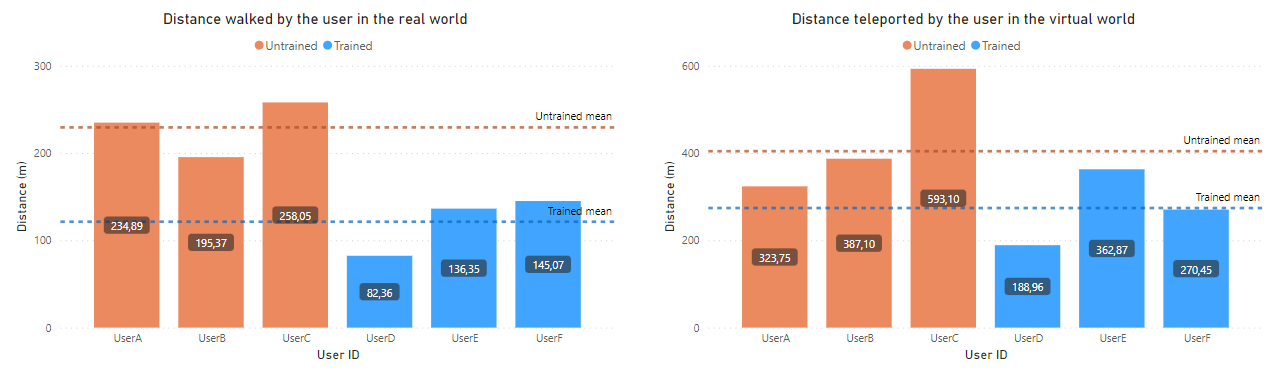 Distance walked by the user in the real world
Untrained Trained
Distance (m)
300
200
100
0
Untrained mean
Trained mean
234,89
195,37
258,05
82,36
136,35
145,07
UserA UserB UserC UserD UserE UserF
User ID
Distance teleported by the user in the virtual world
Untrained Trained
Distance (m)
600
400
200
0
Untrained mean
Trained mean
323,75
387,10
593,10
188,96
362,87
270,45
UserA UserB UserC UserD UserE UserF
User ID